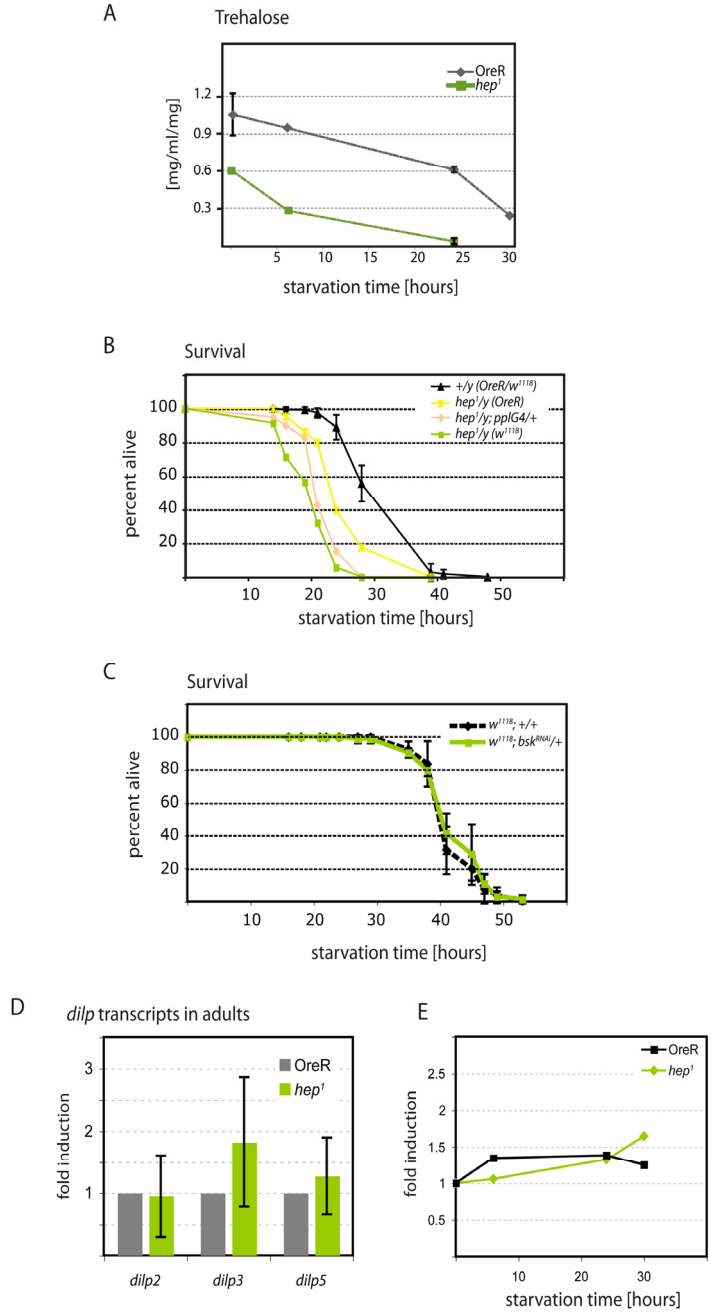 A
Trehalose
OreR
hep¹
1.2
0.9
0.6
0.3
[mg/ml/mg]
5 10 15 20 25 30
starvation time [hours]
B
Survival
+/y (OreR/w¹¹¹⁸)
hep¹/y (OreR)
hep¹/y; pplG4/+
hep¹/y (w¹¹¹⁸)
100
80
60
40
20
percent alive
10 20 30 40 50
starvation time [hours]
C
Survival
w¹¹¹⁸; +/+
w¹¹¹⁸; bskᴿᴺᴬⁱ/+
100
80
60
40
20
percent alive
10 20 30 40 50
starvation time [hours]
D
dilp transcripts in adults
OreR
hep¹
3
2
1
fold induction
dilp2 dilp3 dilp5
E
OreR
hep¹
2.5
2
1.5
1
0.5
fold induction
10 20 30
starvation time [hours]